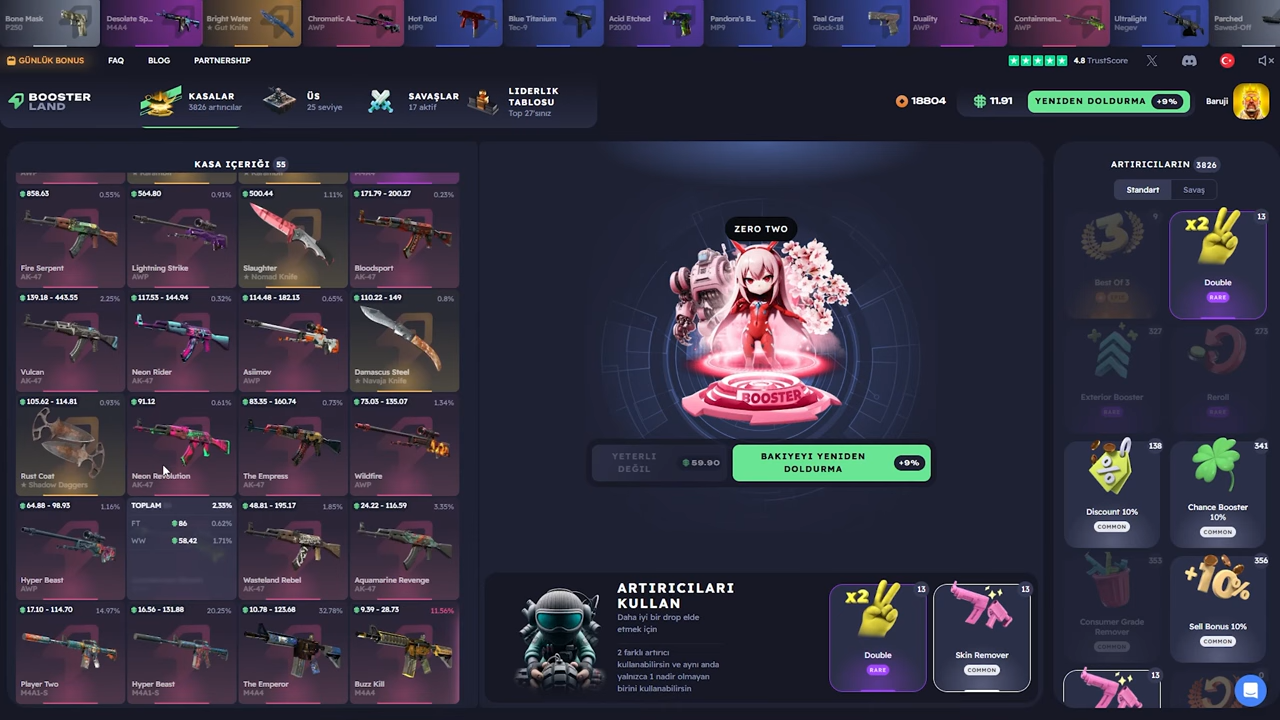 Bone Mask
P250
Desolate Sp...
M4A4
Bright Water
★ Gut Knife
Chromatic A...
AWP
Hot Rod
MP9
Blue Titanium
Tec-9
Acid Etched
P2000
Pandora's B...
MP9
Teal Graf
Glock-18
Duality
AWP
Containmen...
AWP
Ultralight
Negev
Parched
Sawed-Off
GÜNLÜK BONUS
FAQ
BLOG
PARTNERSHIP
4.8 TrustScore
BOOSTER
LAND
KASALAR
3826 artırıcılar
ÜS
25 seviye
SAVAŞLAR
17 aktif
LIDERLIK
TABLOSU
Top 27'sınız
18804
11.91
YENIDEN DOLDURMA +9%
Baruji
KASA IÇERIĞI 55
858.63 0.55%
Fire Serpent
AK-47
564.80 0.91%
Lightning Strike
AWP
500.44 1.11%
Slaughter
★ Nomad Knife
171.79 - 200.27 0.23%
Bloodsport
AK-47
139.18 - 443.55 2.25%
Vulcan
AK-47
117.53 - 144.94 0.32%
Neon Rider
AK-47
114.48 - 182.13 0.65%
Asiimov
AWP
110.22 - 149 0.8%
Damascus Steel
★ Navaja Knife
105.62 - 114.81 0.93%
Rust Coat
★ Shadow Daggers
91.12 0.61%
Neon Revolution
AK-47
83.35 - 160.74 0.73%
The Empress
AK-47
73.03 - 135.07 1.34%
Wildfire
AWP
64.88 - 98.93 1.16%
Hyper Beast
AWP
TOPLAM 2.33%
FT 86 0.62%
WW 58.42 1.71%
48.81 - 195.17 1.85%
Wasteland Rebel
AK-47
24.22 - 116.59 3.35%
Aquamarine Revenge
AK-47
17.10 - 114.70 14.97%
Player Two
M4A1-S
16.56 - 131.88 20.25%
Hyper Beast
M4A1-S
10.78 - 123.68 32.78%
The Emperor
M4A4
9.39 - 28.73 11.56%
Buzz Kill
M4A4
ZERO TWO
BOOSTER
YETERLI
DEĞIL
59.90
BAKIYEYI YENIDEN
DOLDURMA
+9%
ARTIRICILARI
KULLAN
Daha iyi bir drop elde
etmek için
2 farklı artırıcı
kullanabilirsin ve aynı anda
yalnızca 1 nadir olmayan
birini kullanabilirsin
x2
13
Double
RARE
13
Skin Remover
COMMON
ARTIRICILARIN 3826
Standart
Savaş
9
3
Best Of 3
x2
13
Double
RARE
327
Exterior Booster
RARE
273
Reroll
RARE
138
Discount 10%
COMMON
341
Chance Booster
10%
COMMON
353
Consumer Grade
Remover
COMMON
356
+10%
Sell Bonus 10%
COMMON
13